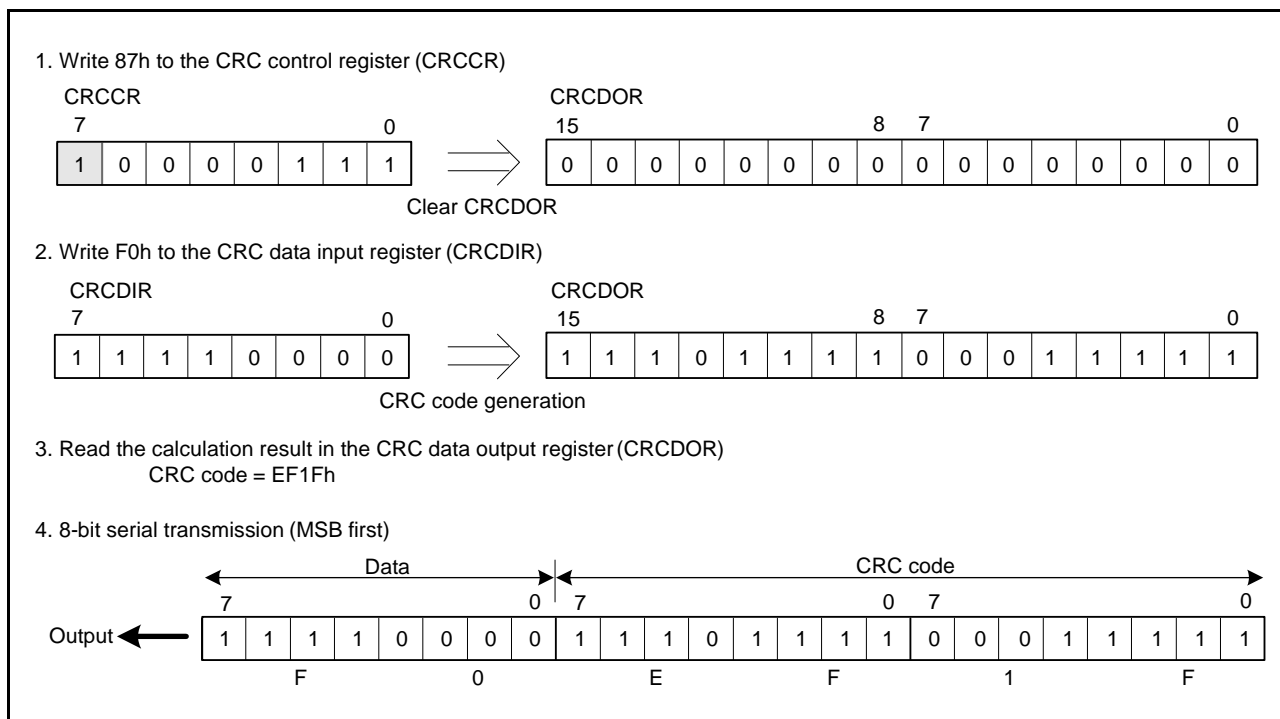 1. Write 87h to the CRC control register (CRCCR)
CRCCR CRCDOR
7 0 15 8 7 0
1 0 0 0 0 1 1 1 0 0 0 0 0 0 0 0 0 0 0 0 0 0 0 0
Clear CRCDOR
2. Write F0h to the CRC data input register (CRCDIR)
CRCDIR CRCDOR
7 0 15 8 7 0
1 1 1 1 0 0 0 0 1 1 1 0 1 1 1 1 0 0 0 1 1 1 1 1
CRC code generation
3. Read the calculation result in the CRC data output register (CRCDOR)
CRC code = EF1Fh
4. 8-bit serial transmission (MSB first)
Data CRC code
7 0 7 0 7 0
Output 1 1 1 1 0 0 0 0 1 1 1 0 1 1 1 1 0 0 0 1 1 1 1 1
F 0 E F 1 F